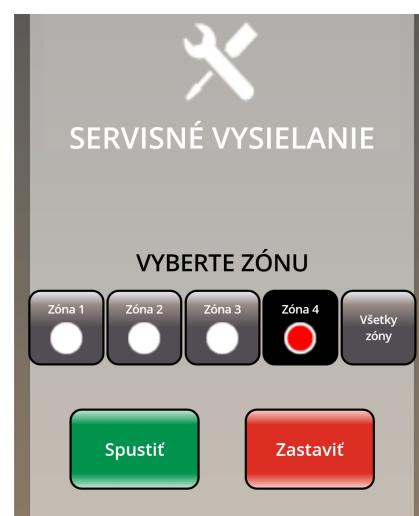 SERVISNÉ VYSIELANIE
VYBERTE ZÓNU
Zóna 1
Zóna 2
Zóna 3
Zóna 4
Všetky
zóny
Spustiť
Zastaviť